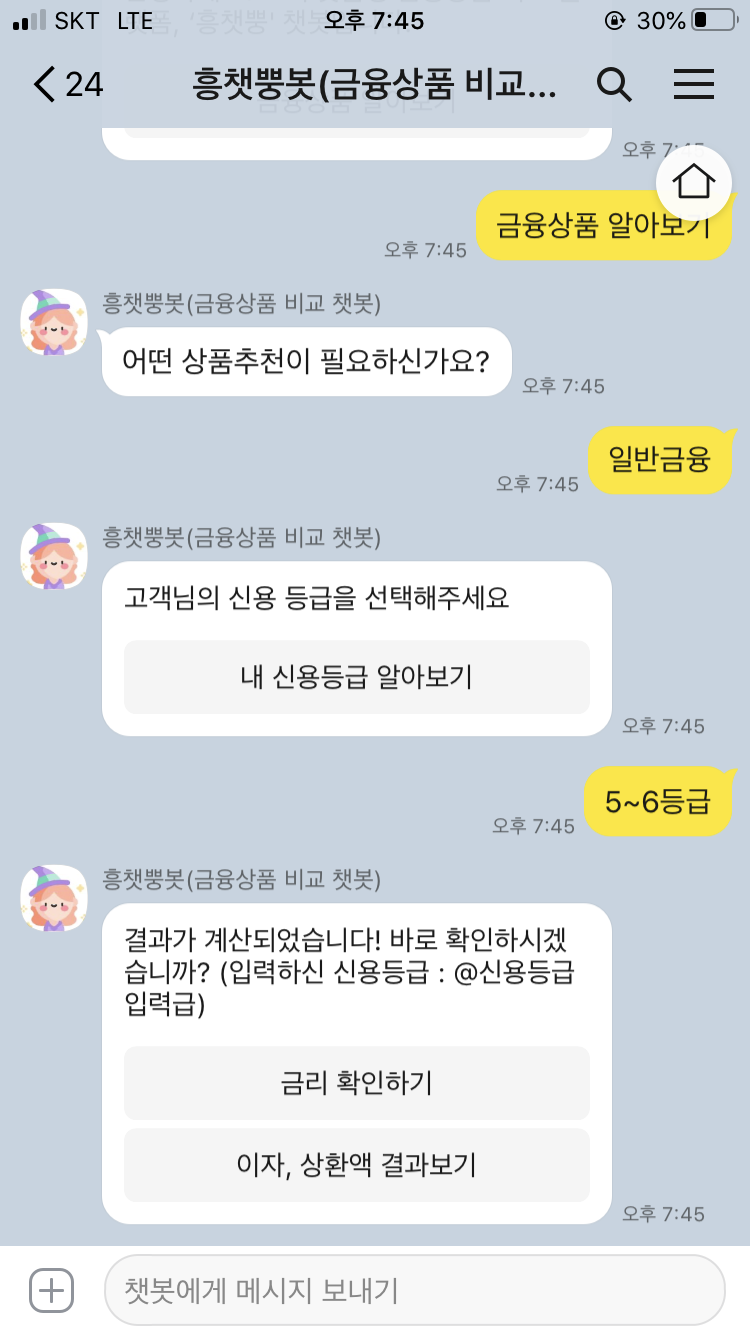 SKT LTE 오후 7:45 30%
24 흥챗뿡봇(금융상품 비교...
금융상품 알아보기
오후 7:45
금융상품 알아보기
오후 7:45
흥챗뿡봇(금융상품 비교 챗봇)
어떤 상품추천이 필요하신가요?
오후 7:45
일반금융
오후 7:45
흥챗뿡봇(금융상품 비교 챗봇)
고객님의 신용 등급을 선택해주세요
내 신용등급 알아보기
오후 7:45
5~6등급
오후 7:45
흥챗뿡봇(금융상품 비교 챗봇)
결과가 계산되었습니다! 바로 확인하시겠
습니까? (입력하신 신용등급 : @신용등급
입력급)
금리 확인하기
이자, 상환액 결과보기
오후 7:45
챗봇에게 메시지 보내기